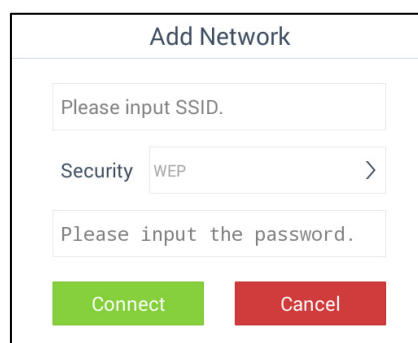 Add Network
Please input SSID.
Security WEP
Please input the password.
Connect Cancel